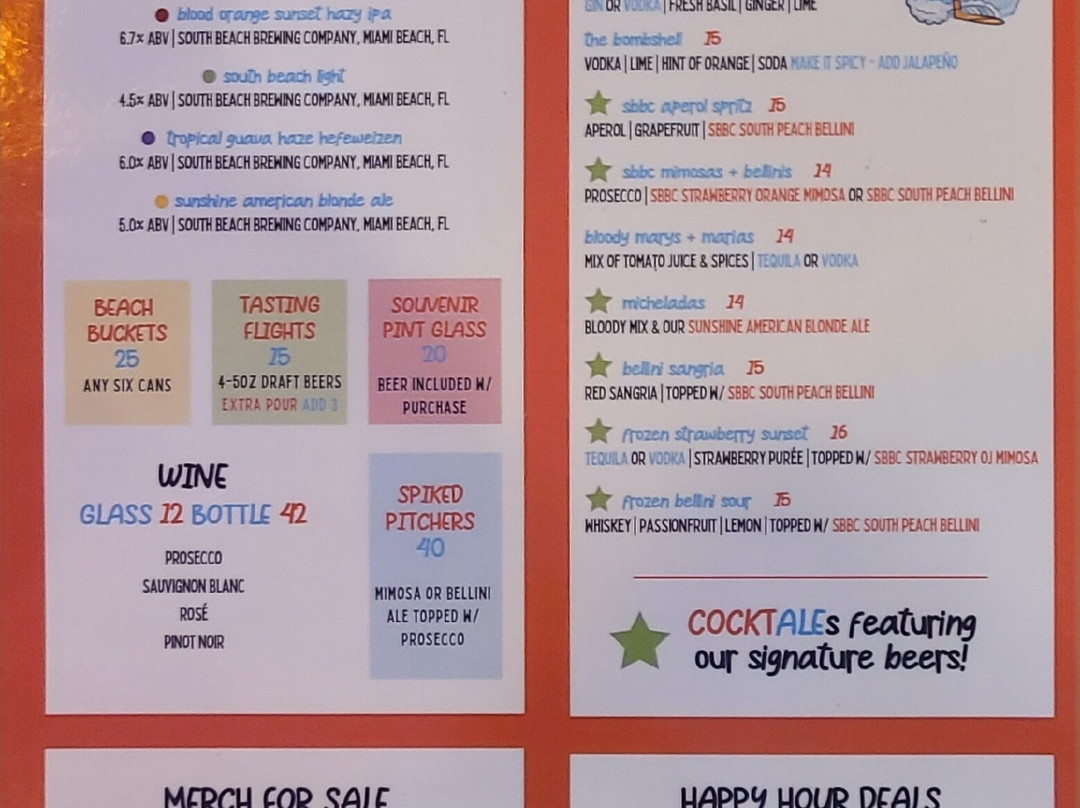 blood orange sunset hazy ipa
6.7% ABV | SOUTH BEACH BREWING COMPANY, MIAMI BEACH, FL
south beach light
4.5% ABV | SOUTH BEACH BREWING COMPANY, MIAMI BEACH, FL
tropical guava haze hefeweizen
6.0% ABV | SOUTH BEACH BREWING COMPANY, MIAMI BEACH, FL
sunshine american blonde ale
5.0% ABV | SOUTH BEACH BREWING COMPANY, MIAMI BEACH, FL
BEACH
BUCKETS
25
ANY SIX CANS
TASTING
FLIGHTS
15
4-5OZ DRAFT BEERS
EXTRA POUR ADD 3
SOUVENIR
PINT GLASS
20
BEER INCLUDED W/
PURCHASE
WINE
GLASS 12 BOTTLE 42
PROSECCO
SAUVIGNON BLANC
ROSÉ
PINOT NOIR
SPIKED
PITCHERS
40
MIMOSA OR BELLINI
ALE TOPPED W/
PROSECCO
MERCH FOR SALE
GIN OR VODKA | FRESH BASIL | GINGER | LIME
the bombshell 15
VODKA | LIME | HINT OF ORANGE | SODA MAKE IT SPICY - ADD JALAPEÑO
sbbc aperol spritz 15
APEROL | GRAPEFRUIT | SBBC SOUTH PEACH BELLINI
sbbc mimosas + bellinis 14
PROSECCO | SBBC STRAWBERRY ORANGE MIMOSA OR SBBC SOUTH PEACH BELLINI
bloody marys + marias 14
MIX OF TOMATO JUICE & SPICES | TEQUILA OR VODKA
micheladas 14
BLOODY MIX & OUR SUNSHINE AMERICAN BLONDE ALE
bellini sangria 15
RED SANGRIA | TOPPED W/ SBBC SOUTH PEACH BELLINI
frozen strawberry sunset 16
TEQUILA OR VODKA | STRAWBERRY PURÉE | TOPPED W/ SBBC STRAWBERRY OJ MIMOSA
frozen bellini sour 15
WHISKEY | PASSIONFRUIT | LEMON | TOPPED W/ SBBC SOUTH PEACH BELLINI
COCKTALEs featuring
our signature beers!
HAPPY HOUR DEALS